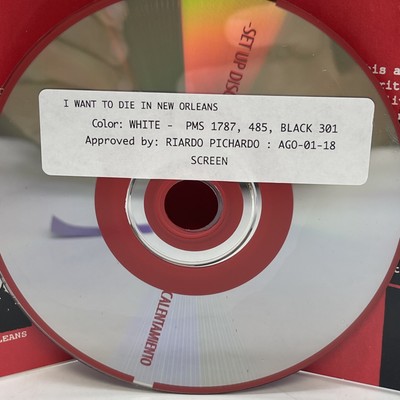 -SET UP DISC
I WANT TO DIE IN NEW ORLEANS
Color: WHITE - PMS 1787, 485, BLACK 301
Approved by: RIARDO PICHARDO : AGO-01-18
SCREEN
CALENTAMIENTO